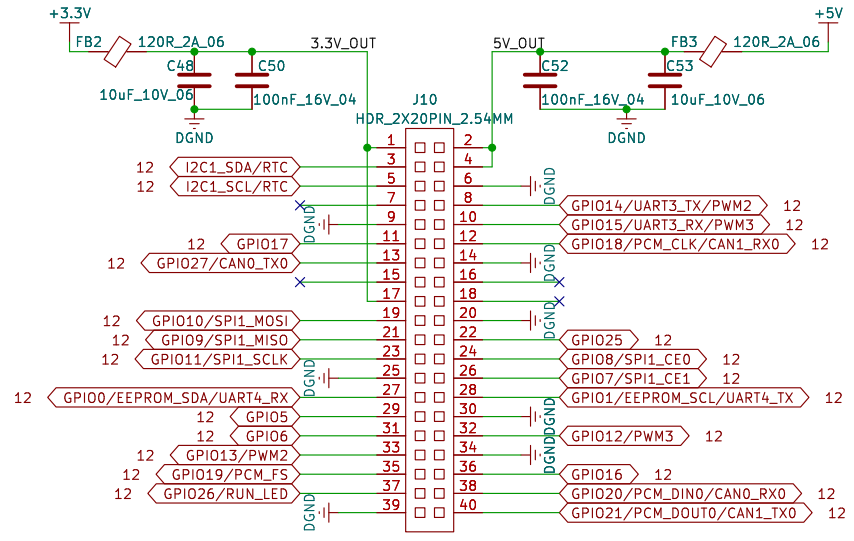 +3.3V
+5V
FB2 120R_2A_06 3.3V_OUT 5V_OUT FB3 120R_2A_06
C48 C50 C52 C53
10uF_10V_06 100nF_16V_04 100nF_16V_04 10uF_10V_06
DGND DGND
J10
HDR_2X20PIN_2.54MM
1 2
12 I2C1_SDA/RTC 3 4
12 I2C1_SCL/RTC 5 6 DGND
7 8 GPIO14/UART3_TX/PWM2 12
DGND 9 10 GPIO15/UART3_RX/PWM3 12
12 GPIO17 11 12 GPIO18/PCM_CLK/CAN1_RX0 12
12 GPIO27/CAN0_TX0 13 14 DGND
15 16
17 18
12 GPIO10/SPI1_MOSI 19 20 DGND
12 GPIO9/SPI1_MISO 21 22 GPIO25 12
12 GPIO11/SPI1_SCLK 23 24 GPIO8/SPI1_CE0 12
DGND 25 26 GPIO7/SPI1_CE1 12
12 GPIO0/EEPROM_SDA/UART4_RX 27 28 GPIO1/EEPROM_SCL/UART4_TX 12
12 GPIO5 29 30 DGND
12 GPIO6 31 32 GPIO12/PWM3 12
12 GPIO13/PWM2 33 34 DGND
12 GPIO19/PCM_FS 35 36 GPIO16 12
12 GPIO26/RUN_LED 37 38 GPIO20/PCM_DIN0/CAN0_RX0 12
DGND 39 40 GPIO21/PCM_DOUT0/CAN1_TX0 12